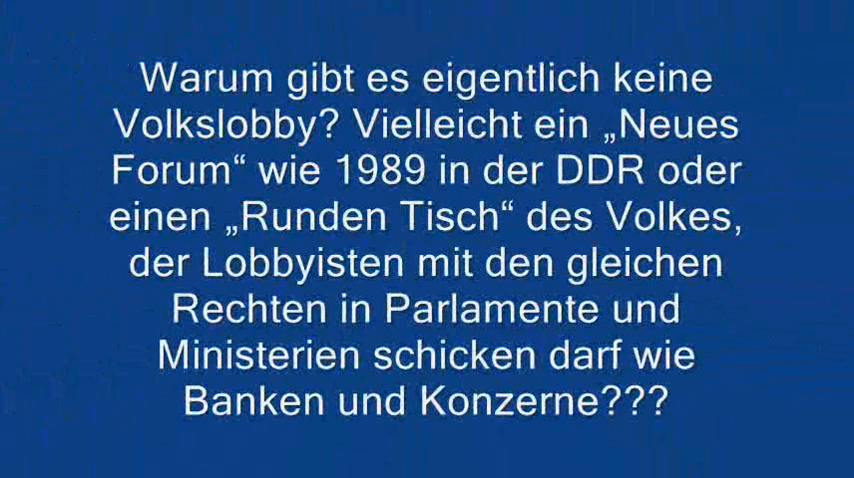 Warum gibt es eigentlich keine
Volkslobby? Vielleicht ein „Neues
Forum“ wie 1989 in der DDR oder
einen „Runden Tisch“ des Volkes,
der Lobbyisten mit den gleichen
Rechten in Parlamente und
Ministerien schicken darf wie
Banken und Konzerne???